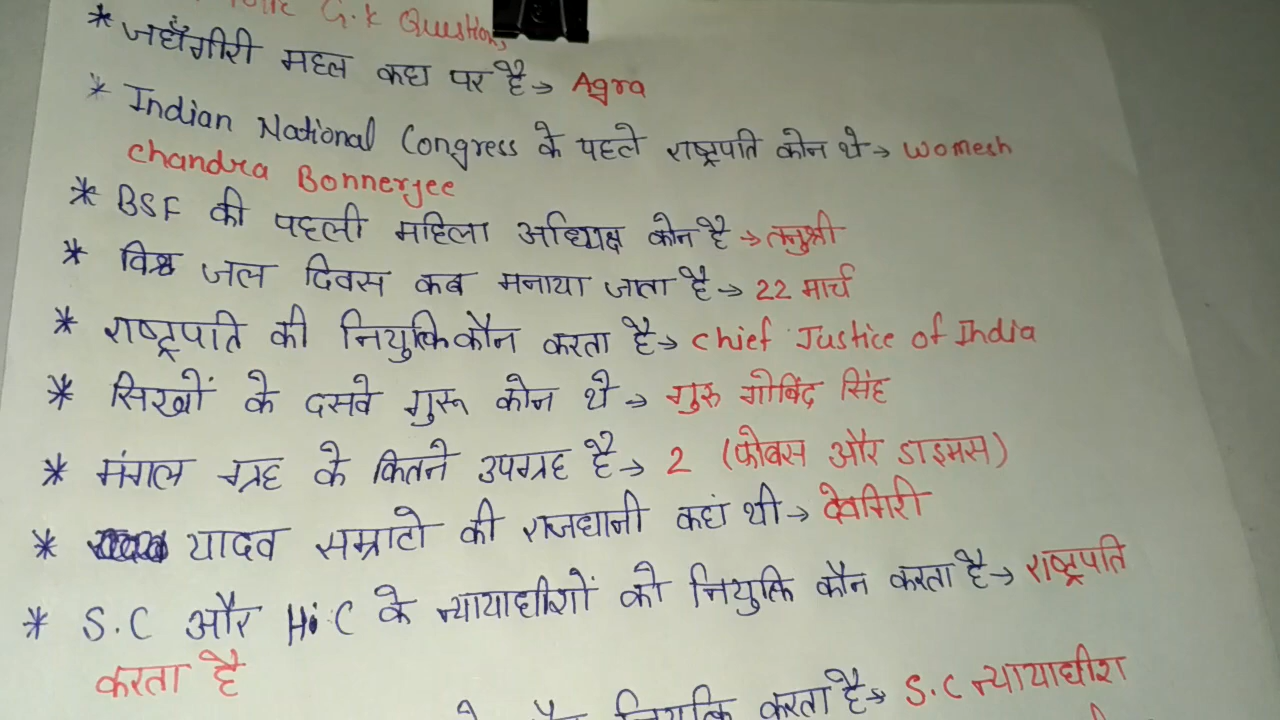 G.K Questions
* जहाँगीरी महल कहा पर है→ Agra
* Indian National Congress के पहले राष्ट्रपति कोन थे→ Womesh
Chandra Bonnerjee
* BSF की पहली महिला अधिक्षि कोन है→ तनुश्री
* विश्व जल दिवस कब मनाया जाता है→ 22 मार्च
* राष्ट्रपति की नियुक्ति कौन करता है→ Chief Justice of India
* सिखों के दसवे गुरू कोन थे→ गुरु गोबिंद सिंह
* मंगल ग्रह के कितने उपग्रह है→ 2 (फोबस और डाइमस)
* यादव सम्राटो की राजधानी कहां थी→ देवगिरी
* S.C और H.C के न्यायाधीशों की नियुक्ति कौन करता है→ राष्ट्रपति
करता है
नियुक्ति करता है→ S.C न्यायाधीश